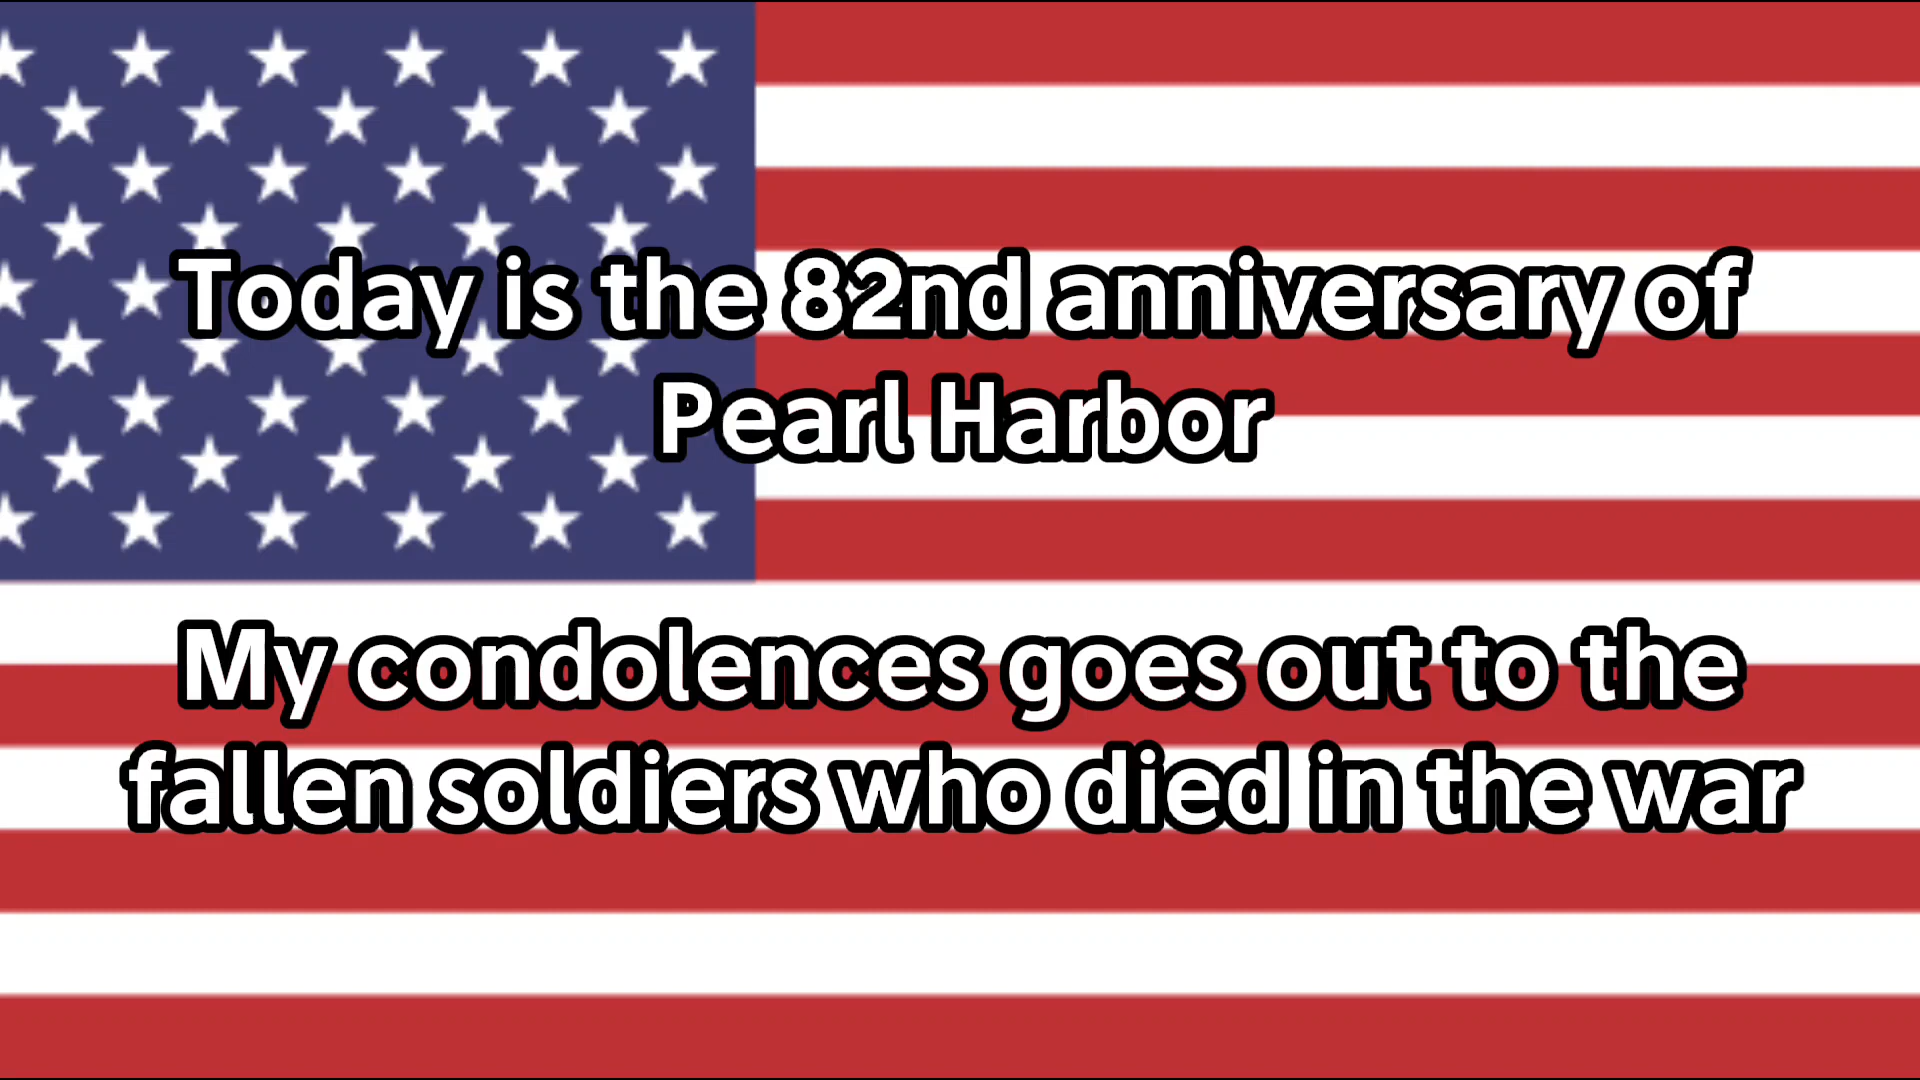 Today is the 82nd anniversary of
Pearl Harbor
My condolences goes out to the
fallen soldiers who died in the war